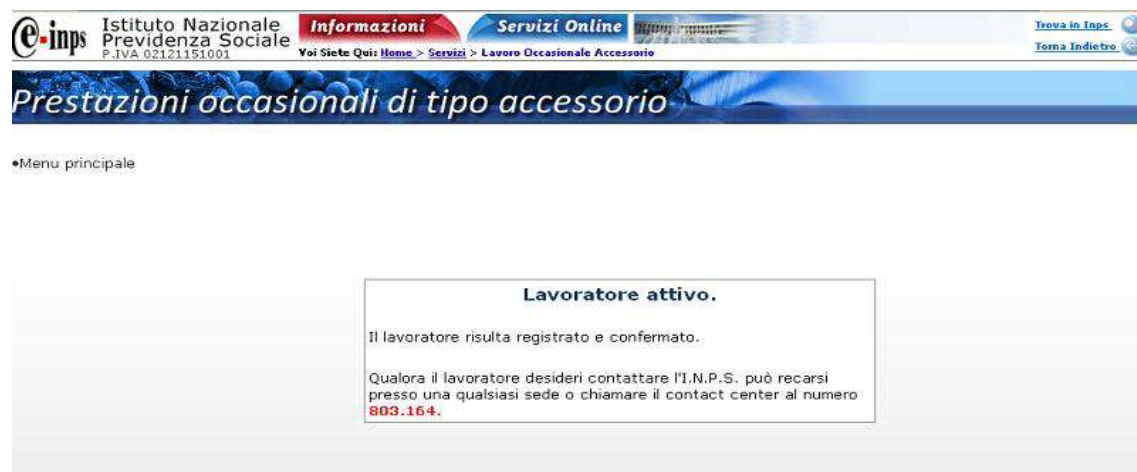 e-inps
Istituto Nazionale
Previdenza Sociale
P.IVA 02121151001
Informazioni
Servizi Online
Voi Siete Qui: Home > Servizi > Lavoro Occasionale Accessorio
Trova in Inps
Torna Indietro
Prestazioni occasionali di tipo accessorio
•Menu principale
Lavoratore attivo.
Il lavoratore risulta registrato e confermato.
Qualora il lavoratore desideri contattare l'I.N.P.S. può recarsi
presso una qualsiasi sede o chiamare il contact center al numero
803.164.